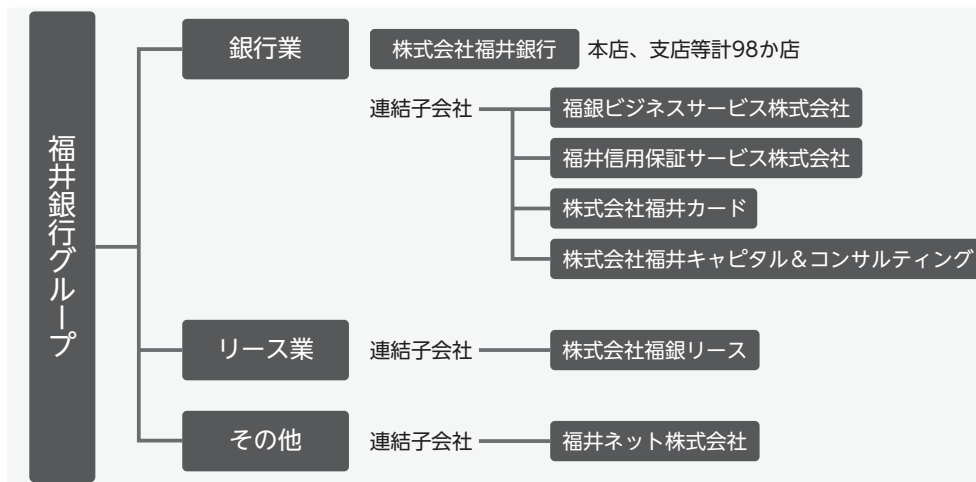 福井銀行グループ
銀行業
株式会社福井銀行 本店、支店等計98か店
連結子会社
福銀ビジネスサービス株式会社
福井信用保証サービス株式会社
株式会社福井カード
株式会社福井キャピタル&コンサルティング
リース業
連結子会社
株式会社福銀リース
その他
連結子会社
福井ネット株式会社